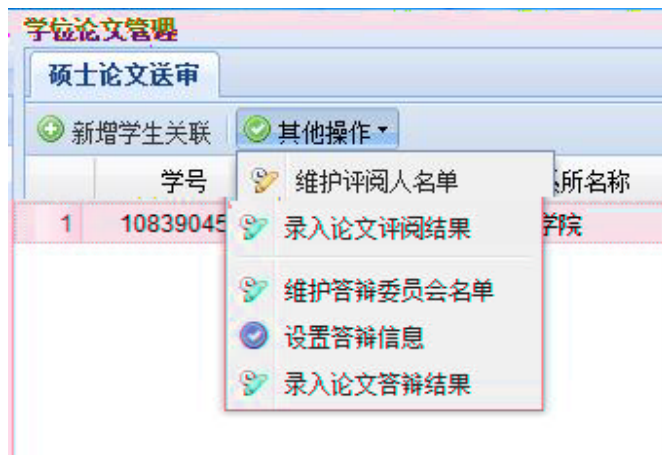 学位论文管理
硕士论文送审
新增学生关联 其他操作
学号 所名称
1 10839045 学院
维护评阅人名单
录入论文评阅结果
维护答辩委员会名单
设置答辩信息
录入论文答辩结果